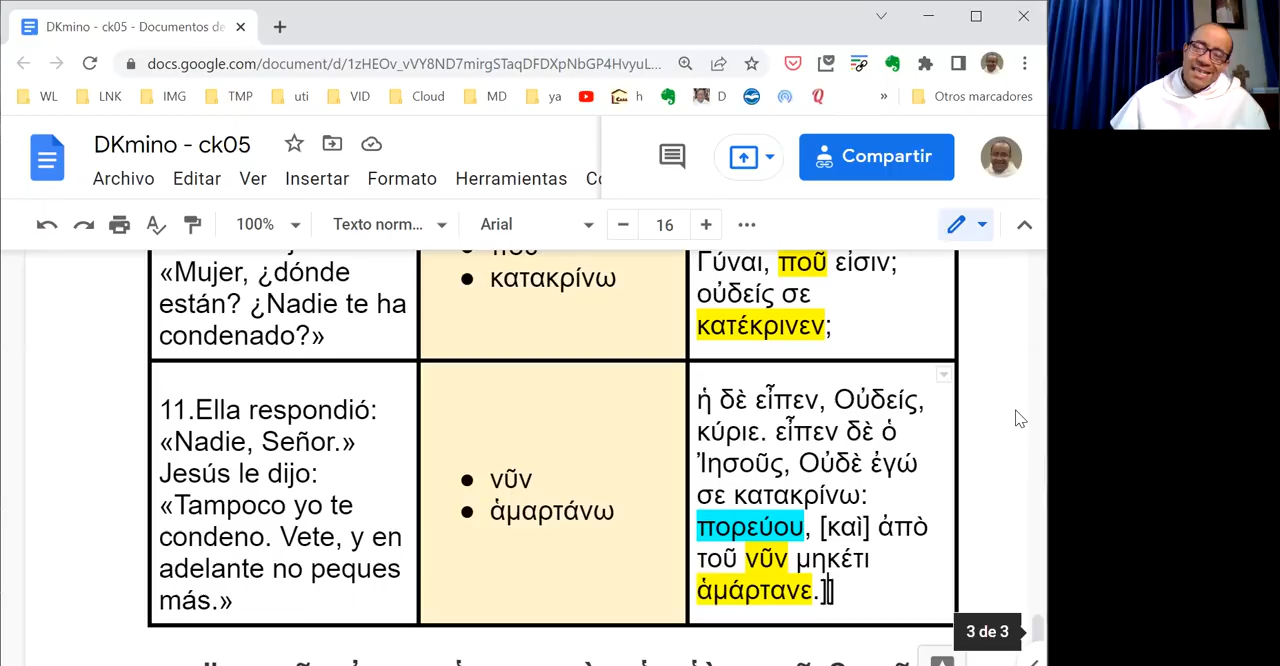 DKmino - ck05 - Documentos de
docs.google.com/document/d/1zHEOv_vVY8ND7mirgSTaqDFDXpNbGP4HvyuL...
WL LNK IMG TMP uti VID Cloud MD ya h D » Otros marcadores
DKmino - ck05
Compartir
Archivo Editar Ver Insertar Formato Herramientas
100% Texto norm... Arial 16
«Mujer, ¿dónde
están? ¿Nadie te ha
condenado?»
κατακρίνω
Γύναι, ποῦ εἰσιν;
οὐδείς σε
κατέκρινεν;
11.Ella respondió:
«Nadie, Señor.»
Jesús le dijo:
«Tampoco yo te
condeno. Vete, y en
adelante no peques
más.»
νῦν
ἁμαρτάνω
ἡ δὲ εἶπεν, Οὐδείς,
κύριε. εἶπεν δὲ ὁ
Ἰησοῦς, Οὐδὲ ἐγώ
σε κατακρίνω:
πορεύου, [καὶ] ἀπὸ
τοῦ νῦν μηκέτι
ἁμάρτανε.]]
3 de 3